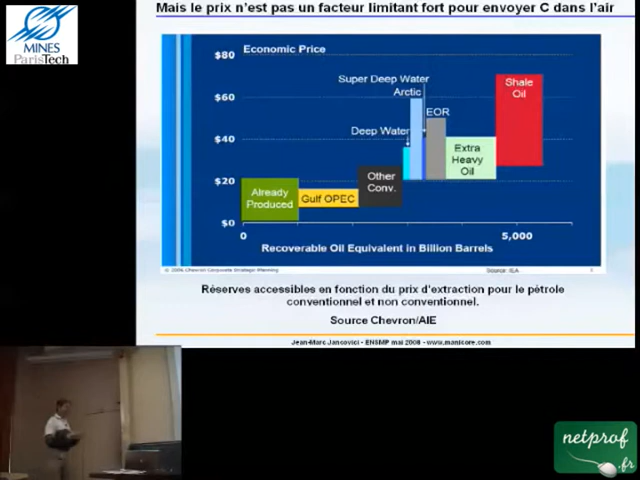 Mais le prix n'est pas un facteur limitant fort pour envoyer C dans l'air
MINES
ParisTech
Economic Price
$80
$60
$40
$20
$0
Super Deep Water
Arctic
Deep Water
EOR
Shale
Oil
Extra
Heavy
Oil
Other
Conv.
Gulf OPEC
Already
Produced
0
5,000
Recoverable Oil Equivalent in Billion Barrels
Chevron Corporate Strategic Planning
Source: IEA
Réserves accessibles en fonction du prix d'extraction pour le pétrole
conventionnel et non conventionnel.
Source Chevron/AIE
Jean-Marc Jancovici - ENSMP mai 2008 - www.manicore.com
netprof
.fr